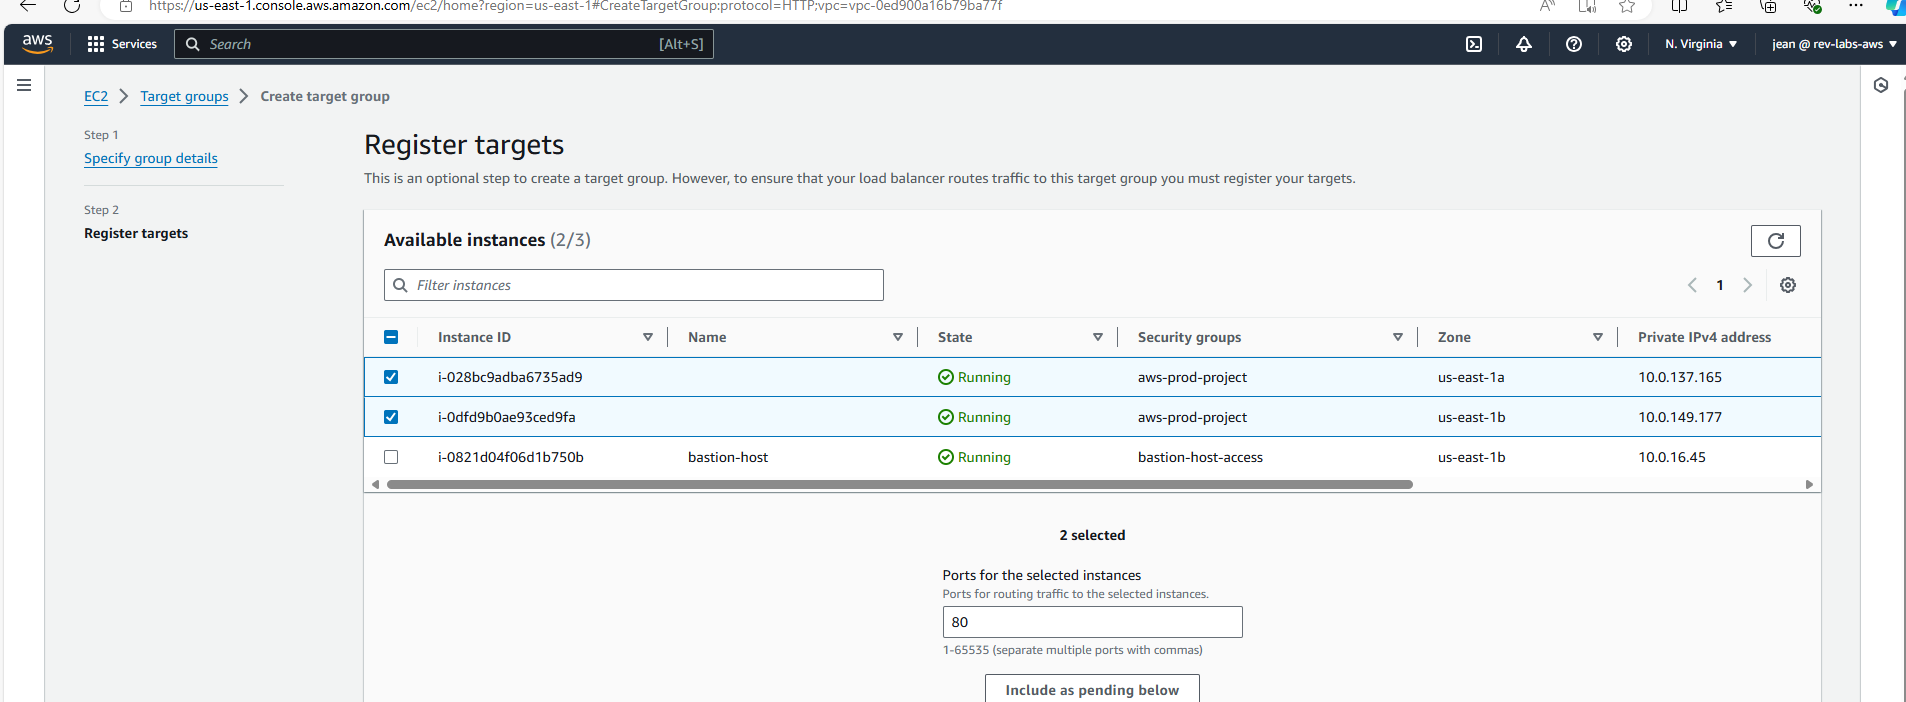 https://us-east-1.console.aws.amazon.com/ec2/home?region=us-east-1#CreateTargetGroup:protocol=HTTP;vpc=vpc-0ed900a16b79ba77f
aws Services Search [Alt+S] N. Virginia jean @ rev-labs-aws
EC2 Target groups Create target group
Step 1
Specify group details
Step 2
Register targets
Register targets
This is an optional step to create a target group. However, to ensure that your load balancer routes traffic to this target group you must register your targets.
Available instances (2/3)
Filter instances
1
Instance ID Name State Security groups Zone Private IPv4 address
i-028bc9adba6735ad9 Running aws-prod-project us-east-1a 10.0.137.165
i-0dfd9b0ae93ced9fa Running aws-prod-project us-east-1b 10.0.149.177
i-0821d04f06d1b750b bastion-host Running bastion-host-access us-east-1b 10.0.16.45
2 selected
Ports for the selected instances
Ports for routing traffic to the selected instances.
80
1-65535 (separate multiple ports with commas)
Include as pending below